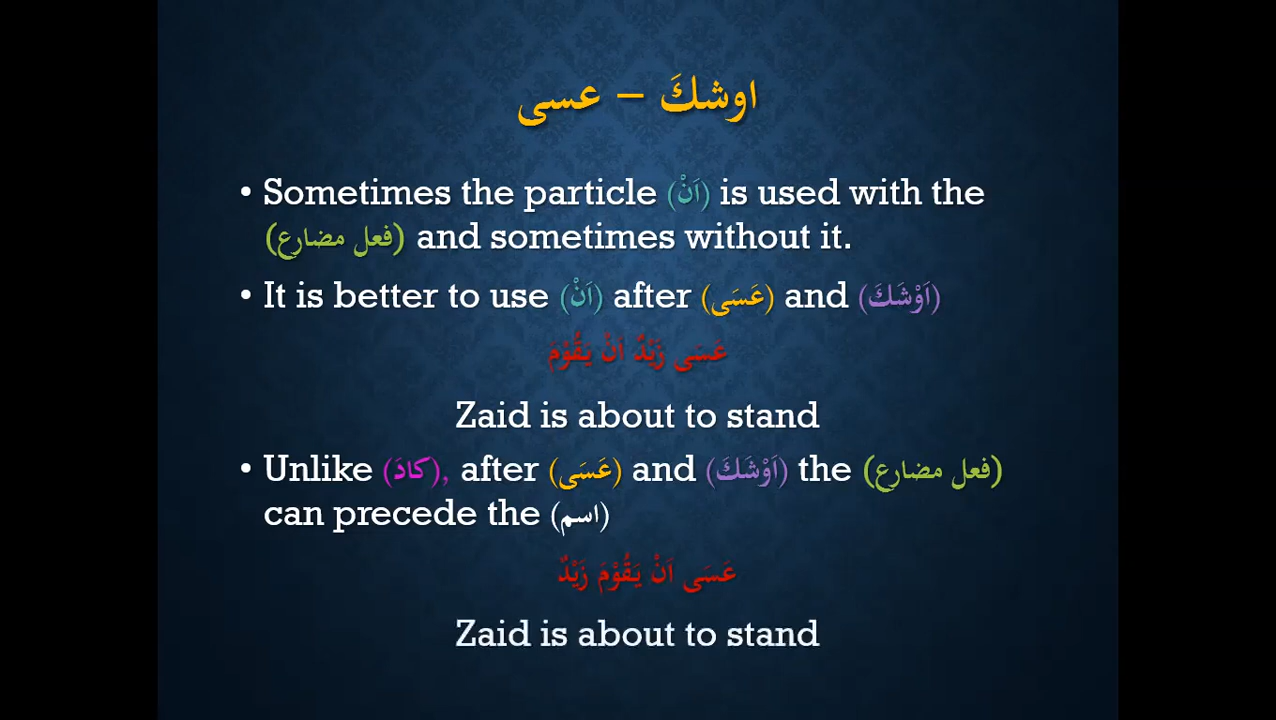 اوشكَ – عسى
• Sometimes the particle (اَنْ) is used with the
(فعل مضارع) and sometimes without it.
• It is better to use (اَنْ) after (عَسَى) and (اَوْشَكَ)
عَسَى زَيْدٌ اَنْ يَقُوْمَ
Zaid is about to stand
• Unlike (كادَ), after (عَسَى) and (اَوْشَكَ) the (فعل مضارع)
can precede the (اسم)
عَسَى اَنْ يَقُوْمَ زَيْدٌ
Zaid is about to stand